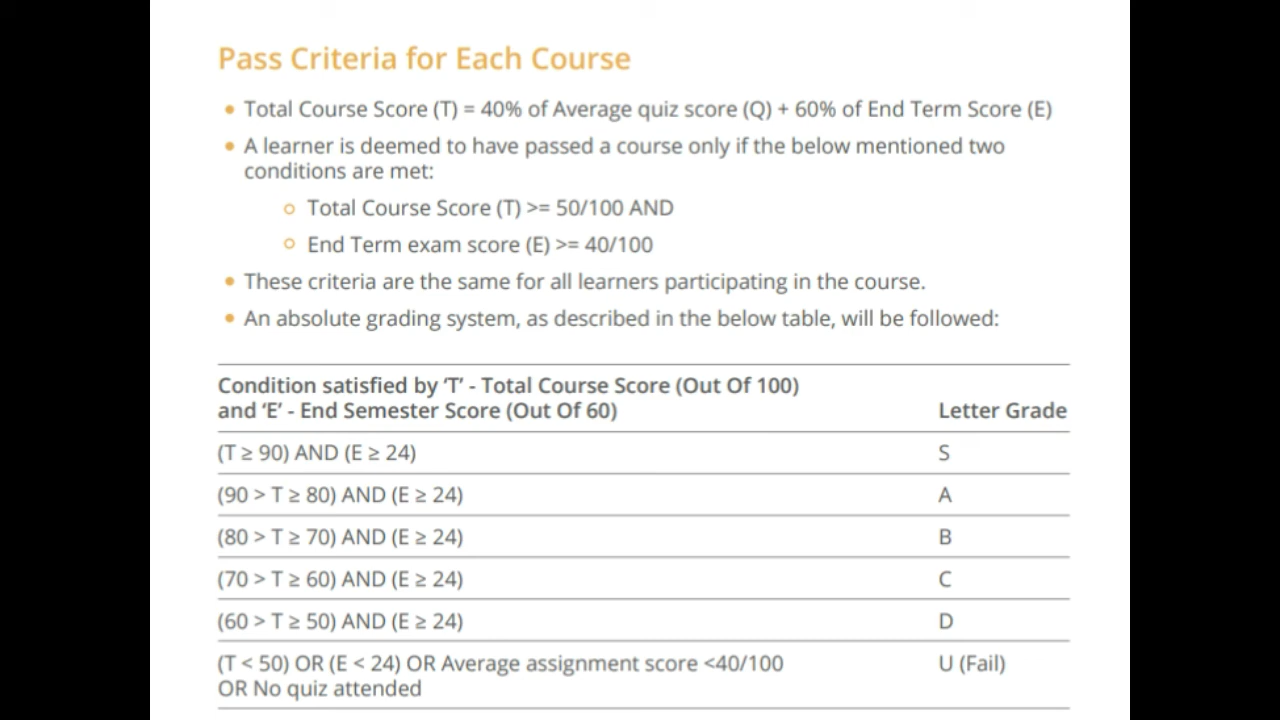 Pass Criteria for Each Course
• Total Course Score (T) = 40% of Average quiz score (Q) + 60% of End Term Score (E)
• A learner is deemed to have passed a course only if the below mentioned two
conditions are met:
○ Total Course Score (T) >= 50/100 AND
○ End Term exam score (E) >= 40/100
• These criteria are the same for all learners participating in the course.
• An absolute grading system, as described in the below table, will be followed:
Condition satisfied by ‘T’ - Total Course Score (Out Of 100)
and ‘E’ - End Semester Score (Out Of 60) Letter Grade
(T ≥ 90) AND (E ≥ 24) S
(90 > T ≥ 80) AND (E ≥ 24) A
(80 > T ≥ 70) AND (E ≥ 24) B
(70 > T ≥ 60) AND (E ≥ 24) C
(60 > T ≥ 50) AND (E ≥ 24) D
(T < 50) OR (E < 24) OR Average assignment score <40/100 U (Fail)
OR No quiz attended